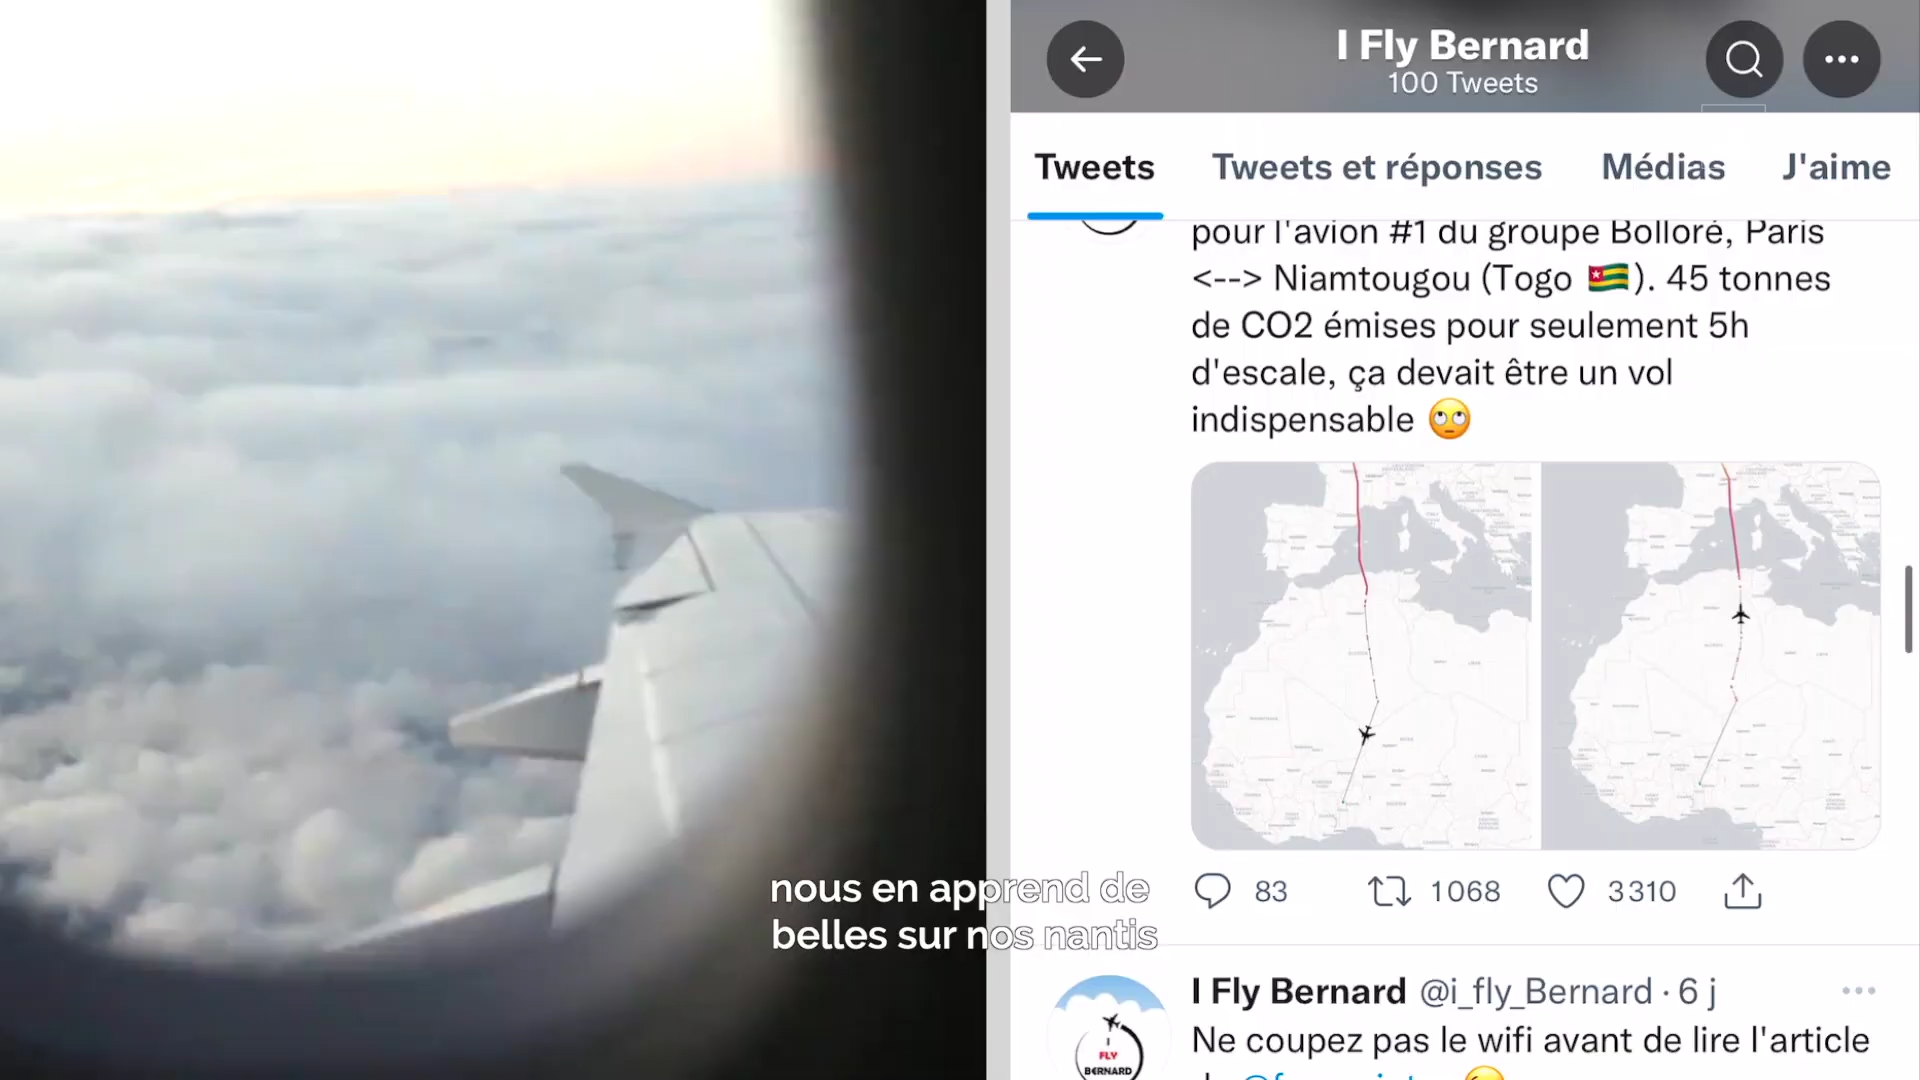 I Fly Bernard
100 Tweets
Tweets
Tweets et réponses
Médias
J'aime
pour l'avion #1 du groupe Bolloré, Paris
<--> Niamtougou (Togo 🇹🇬). 45 tonnes
de CO2 émises pour seulement 5h
d'escale, ça devait être un vol
indispensable 🙄
83
1068
3310
nous en apprend de
belles sur nos nantis
I Fly Bernard @i_fly_Bernard · 6 j
Ne coupez pas le wifi avant de lire l'article
I
FLY
BERNARD